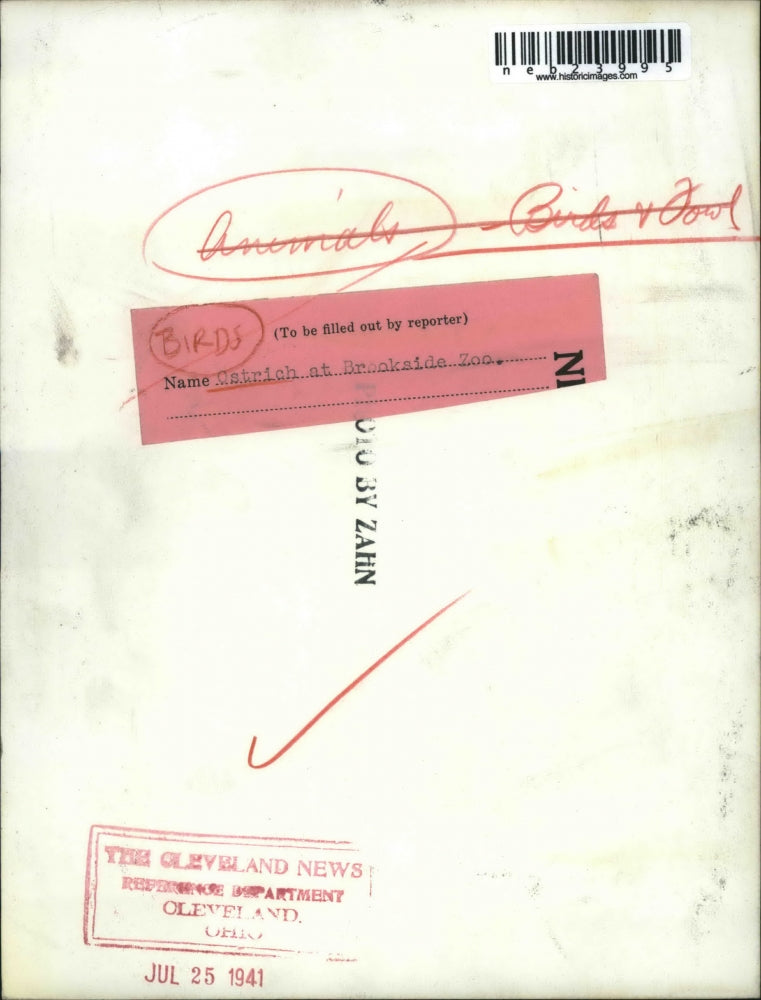 neb23995
www.historicimages.com
Animals - Birds & Fowl
BIRDS
(To be filled out by reporter)
Name Ostrich at Brookside Zoo.
PHOTO BY ZAHN
THE CLEVELAND NEWS
REFERENCE DEPARTMENT
CLEVELAND,
OHIO
JUL 25 1941